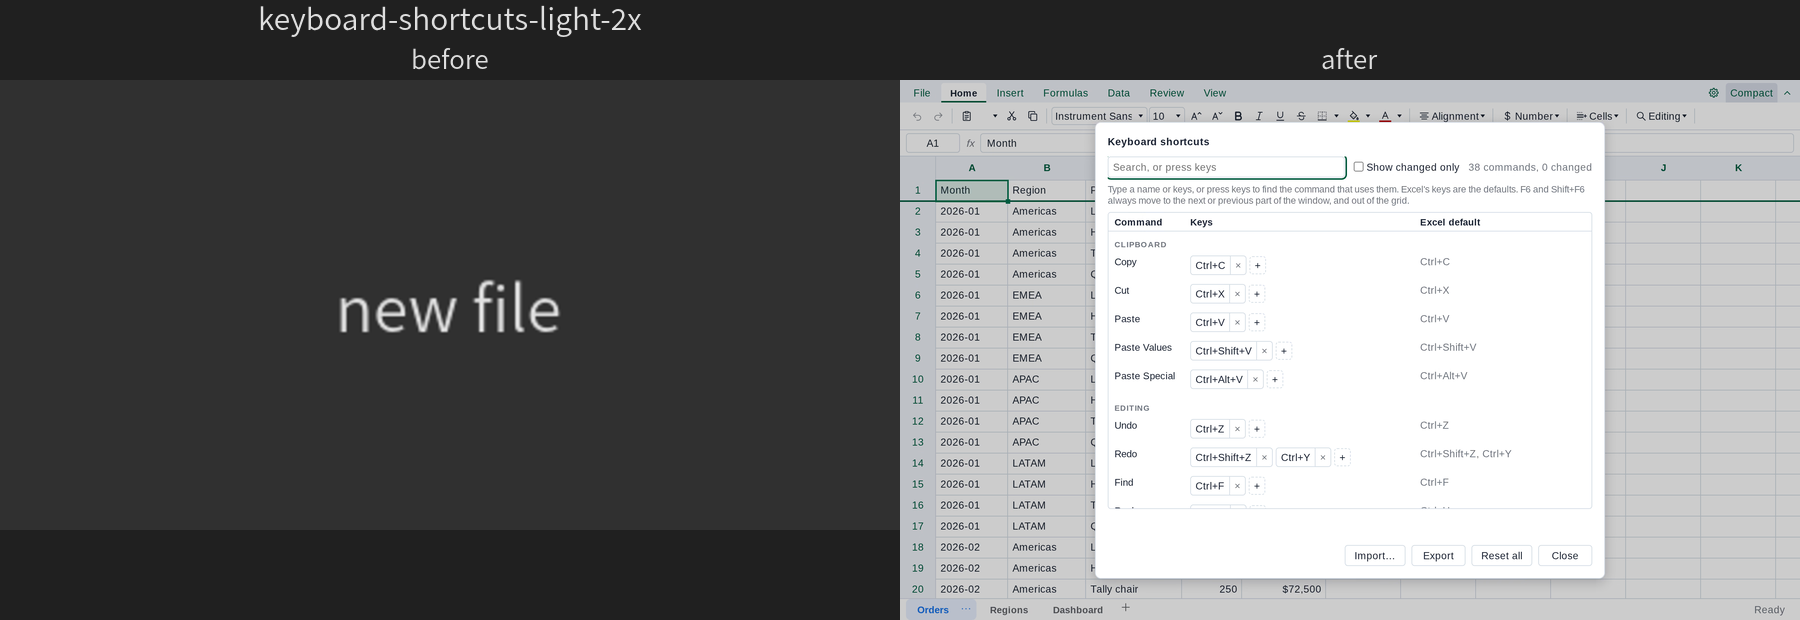 keyboard-shortcuts-light-2x
before
after
new file
File Home Insert Formulas Data Review View Compact
Instrument Sans 10 B I U S A Alignment $ Number Cells Editing
A1 fx Month
A B J K
Keyboard shortcuts
Search, or press keys Show changed only 38 commands, 0 changed
Type a name or keys, or press keys to find the command that uses them. Excel's keys are the defaults. F6 and Shift+F6
always move to the next or previous part of the window, and out of the grid.
Command Keys Excel default
CLIPBOARD
Copy Ctrl+C × + Ctrl+C
Cut Ctrl+X × + Ctrl+X
Paste Ctrl+V × + Ctrl+V
Paste Values Ctrl+Shift+V × + Ctrl+Shift+V
Paste Special Ctrl+Alt+V × + Ctrl+Alt+V
EDITING
Undo Ctrl+Z × + Ctrl+Z
Redo Ctrl+Shift+Z × Ctrl+Y × + Ctrl+Shift+Z, Ctrl+Y
Find Ctrl+F × + Ctrl+F
Import... Export Reset all Close
1 Month Region
2 2026-01 Americas
3 2026-01 Americas
4 2026-01 Americas
5 2026-01 Americas
6 2026-01 EMEA
7 2026-01 EMEA
8 2026-01 EMEA
9 2026-01 EMEA
10 2026-01 APAC
11 2026-01 APAC
12 2026-01 APAC
13 2026-01 APAC
14 2026-01 LATAM
15 2026-01 LATAM
16 2026-01 LATAM
17 2026-01 LATAM
18 2026-02 Americas
19 2026-02 Americas
20 2026-02 Americas Tally chair 250 $72,500
Orders ... Regions Dashboard + Ready